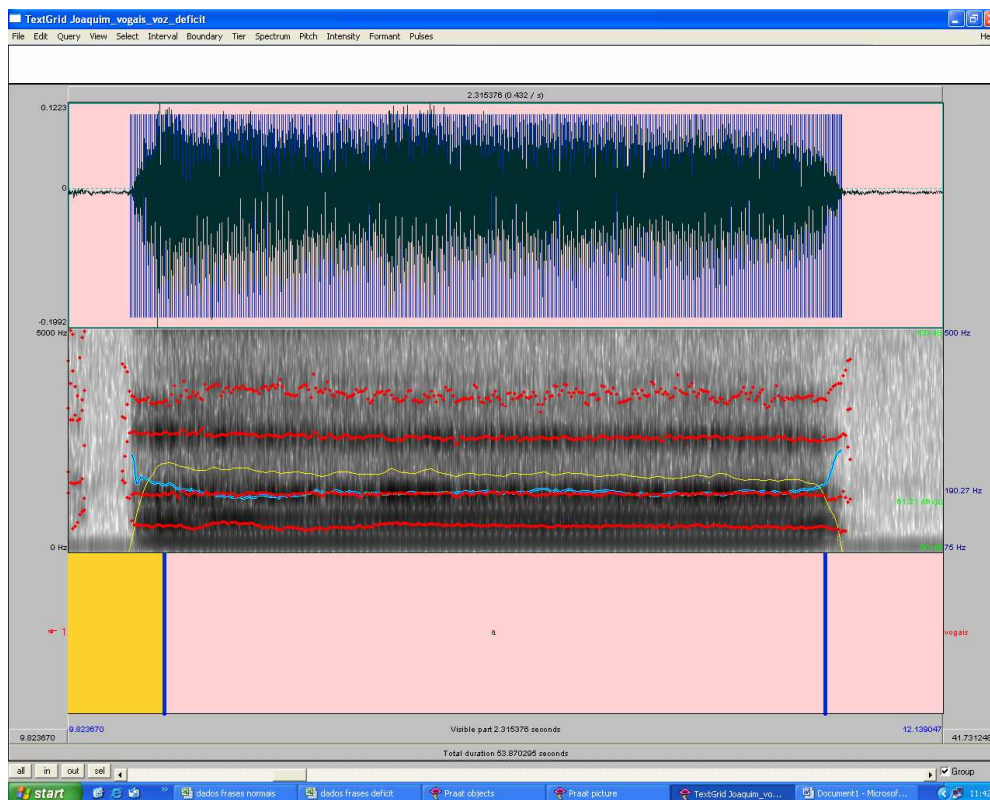 TextGrid Joaquim_vogais_voz_deficit
File Edit Query View Select Interval Boundary Tier Spectrum Pitch Intensity Formant Pulses He
2.315376 (0.432 / s)
0.1223
0
-0.1992
5000 Hz
500 Hz
190.27 Hz
0 Hz
75 Hz
1
a
vogais
9.823670
9.823670
Visible part 2.315376 seconds
12.139047
41.731248
Total duration 53.870295 seconds
all in out sel
Group
start
dados frases normais
dados frases deficit
Praat objects
Praat picture
TextGrid Joaquim_vo...
Document1 - Microsof...
11:42